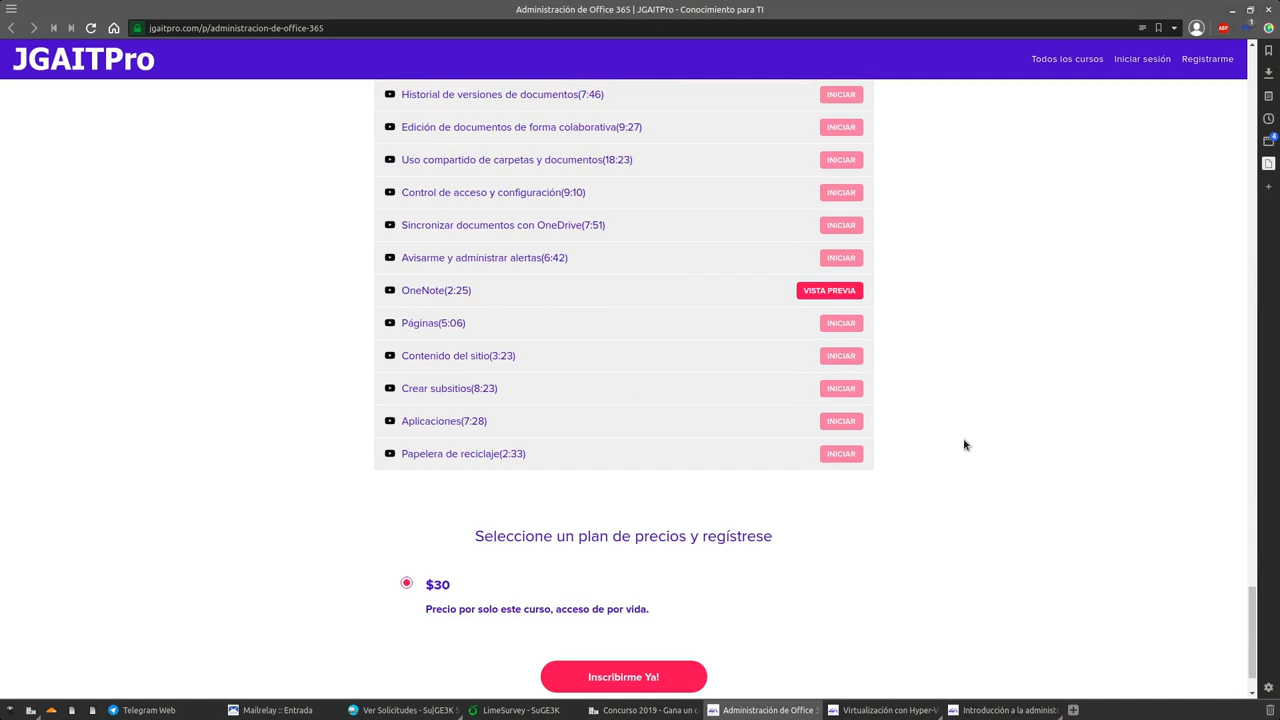 Administración de Office 365 | JGAITPro - Conocimiento para TI
jgaitpro.com/p/administracion-de-office-365
ABP
JGAITPro
Todos los cursos Iniciar sesión Registrarme
Historial de versiones de documentos(7:46) INICIAR
Edición de documentos de forma colaborativa(9:27) INICIAR
Uso compartido de carpetas y documentos(18:23) INICIAR
Control de acceso y configuración(9:10) INICIAR
Sincronizar documentos con OneDrive(7:51) INICIAR
Avisarme y administrar alertas(6:42) INICIAR
OneNote(2:25) VISTA PREVIA
Páginas(5:06) INICIAR
Contenido del sitio(3:23) INICIAR
Crear subsitios(8:23) INICIAR
Aplicaciones(7:28) INICIAR
Papelera de reciclaje(2:33) INICIAR
Seleccione un plan de precios y regístrese
$30
Precio por solo este curso, acceso de por vida.
Inscribirme Ya!
Telegram Web Mailrelay :: Entrada Ver Solicitudes - Su|GE3K LimeSurvey - SuGE3K Concurso 2019 - Gana un Administración de Office 3 Virtualización con Hyper-V Introducción a la administ